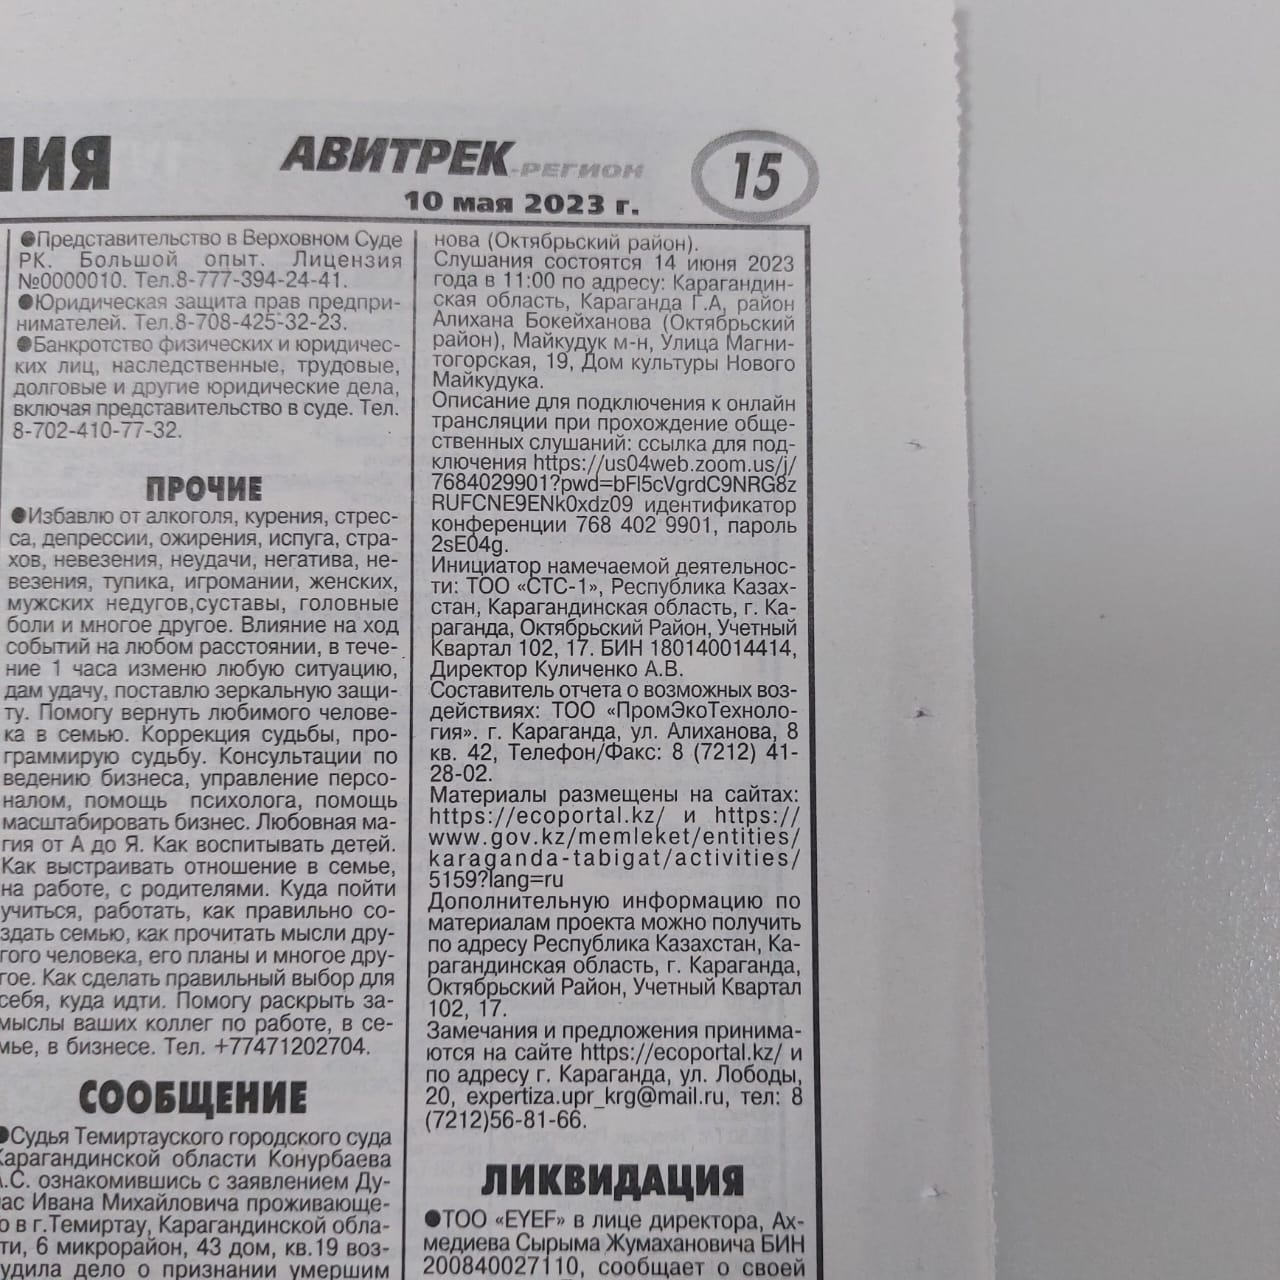 ИЯ
АВИТРЕК-РЕГИОН
10 мая 2023 г.
15
●Представительство в Верховном Суде
РК. Большой опыт. Лицензия
№0000010. Тел.8-777-394-24-41.
●Юридическая защита прав предпри-
нимателей. Тел.8-708-425-32-23.
●Банкротство физических и юридичес-
ких лиц, наследственные, трудовые,
долговые и другие юридические дела,
включая представительство в суде. Тел.
8-702-410-77-32.
ПРОЧИЕ
●Избавлю от алкоголя, курения, стрес-
са, депрессии, ожирения, испуга, стра-
хов, невезения, неудачи, негатива, не-
везения, тупика, игромании, женских,
мужских недугов,суставы, головные
боли и многое другое. Влияние на ход
событий на любом расстоянии, в тече-
ние 1 часа изменю любую ситуацию,
дам удачу, поставлю зеркальную защи-
ту. Помогу вернуть любимого челове-
ка в семью. Коррекция судьбы, про-
граммирую судьбу. Консультации по
ведению бизнеса, управление персо-
налом, помощь психолога, помощь
масштабировать бизнес. Любовная ма-
гия от А до Я. Как воспитывать детей.
Как выстраивать отношение в семье,
на работе, с родителями. Куда пойти
учиться, работать, как правильно со-
здать семью, как прочитать мысли дру-
гого человека, его планы и многое дру-
гое. Как сделать правильный выбор для
себя, куда идти. Помогу раскрыть за-
мыслы ваших коллег по работе, в се-
мье, в бизнесе. Тел. +77471202704.
СООБЩЕНИЕ
●Судья Темиртауского городского суда
Карагандинской области Конурбаева
А.С. ознакомившись с заявлением Ду-
ас Ивана Михайловича проживающе-
о в г.Темиртау, Карагандинской обла-
ти, 6 микрорайон, 43 дом, кв.19 воз-
удила дело о признании умершим
нова (Октябрьский район).
Слушания состоятся 14 июня 2023
года в 11:00 по адресу: Карагандин-
ская область, Караганда Г.А, район
Алихана Бокейханова (Октябрьский
район), Майкудук м-н, Улица Магни-
тогорская, 19, Дом культуры Нового
Майкудука.
Описание для подключения к онлайн
трансляции при прохождение обще-
ственных слушаний: ссылка для под-
ключения https://us04web.zoom.us/j/
7684029901?pwd=bFl5cVgrdC9NRG8z
RUFCNE9ENk0xdz09 идентификатор
конференции 768 402 9901, пароль
2sE04g.
Инициатор намечаемой деятельнос-
ти: ТОО «СТС-1», Республика Казах-
стан, Карагандинская область, г. Ка-
раганда, Октябрьский Район, Учетный
Квартал 102, 17. БИН 180140014414,
Директор Куличенко А.В.
Составитель отчета о возможных воз-
действиях: ТОО «ПромЭкоТехноло-
гия». г. Караганда, ул. Алиханова, 8
кв. 42, Телефон/Факс: 8 (7212) 41-
28-02.
Материалы размещены на сайтах:
https://ecoportal.kz/ и https://
www.gov.kz/memleket/entities/
karaganda-tabigat/activities/
5159?lang=ru
Дополнительную информацию по
материалам проекта можно получить
по адресу Республика Казахстан, Ка-
рагандинская область, г. Караганда,
Октябрьский Район, Учетный Квартал
102, 17.
Замечания и предложения принима-
ются на сайте https://ecoportal.kz/ и
по адресу г. Караганда, ул. Лободы,
20, expertiza.upr_krg@mail.ru, тел: 8
(7212)56-81-66.
ЛИКВИДАЦИЯ
●ТОО «EYEF» в лице директора, Ах-
медиева Сырыма Жумахановича БИН
200840027110, сообщает о своей